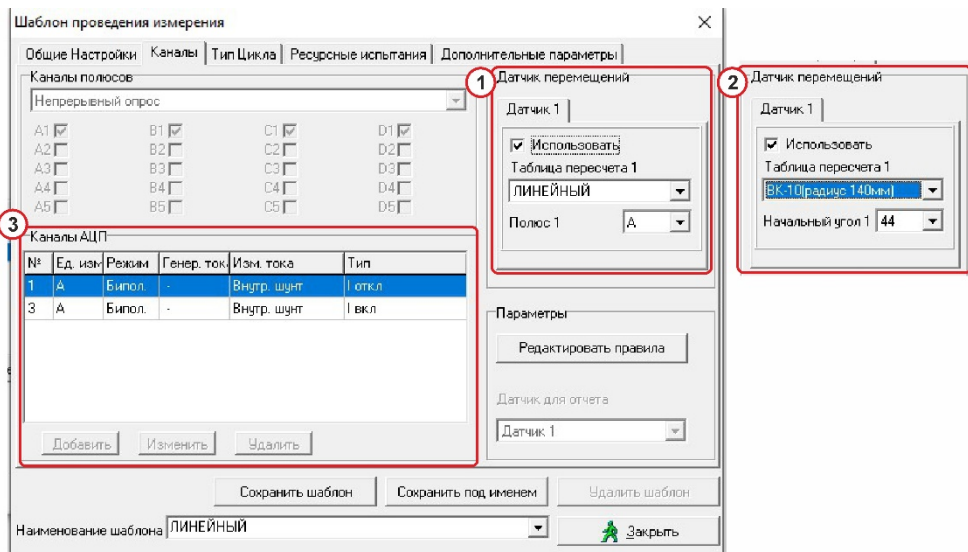 Шаблон проведения измерения
Общие Настройки Каналы Тип Цикла Ресурсные испытания Дополнительные параметры
Каналы полюсов
Непрерывный опрос
A1 B1 C1 D1
A2 B2 C2 D2
A3 B3 C3 D3
A4 B4 C4 D4
A5 B5 C5 D5
1
Датчик перемещений
Датчик 1
Использовать
Таблица пересчета 1
ЛИНЕЙНЫЙ
Полюс 1 А
2
Датчик перемещений
Датчик 1
Использовать
Таблица пересчета 1
ВК-10(радиус 140мм)
Начальный угол 1 44
3
Каналы АЦП
№ Ед. изм Режим Генер. ток Изм. тока Тип
1 А Бипол. - Внутр. шунт I откл
3 А Бипол. - Внутр. шунт I вкл
Добавить Изменить Удалить
Параметры
Редактировать правила
Датчик для отчета
Датчик 1
Сохранить шаблон Сохранить под именем Удалить шаблон
Наименование шаблона ЛИНЕЙНЫЙ Закрыть